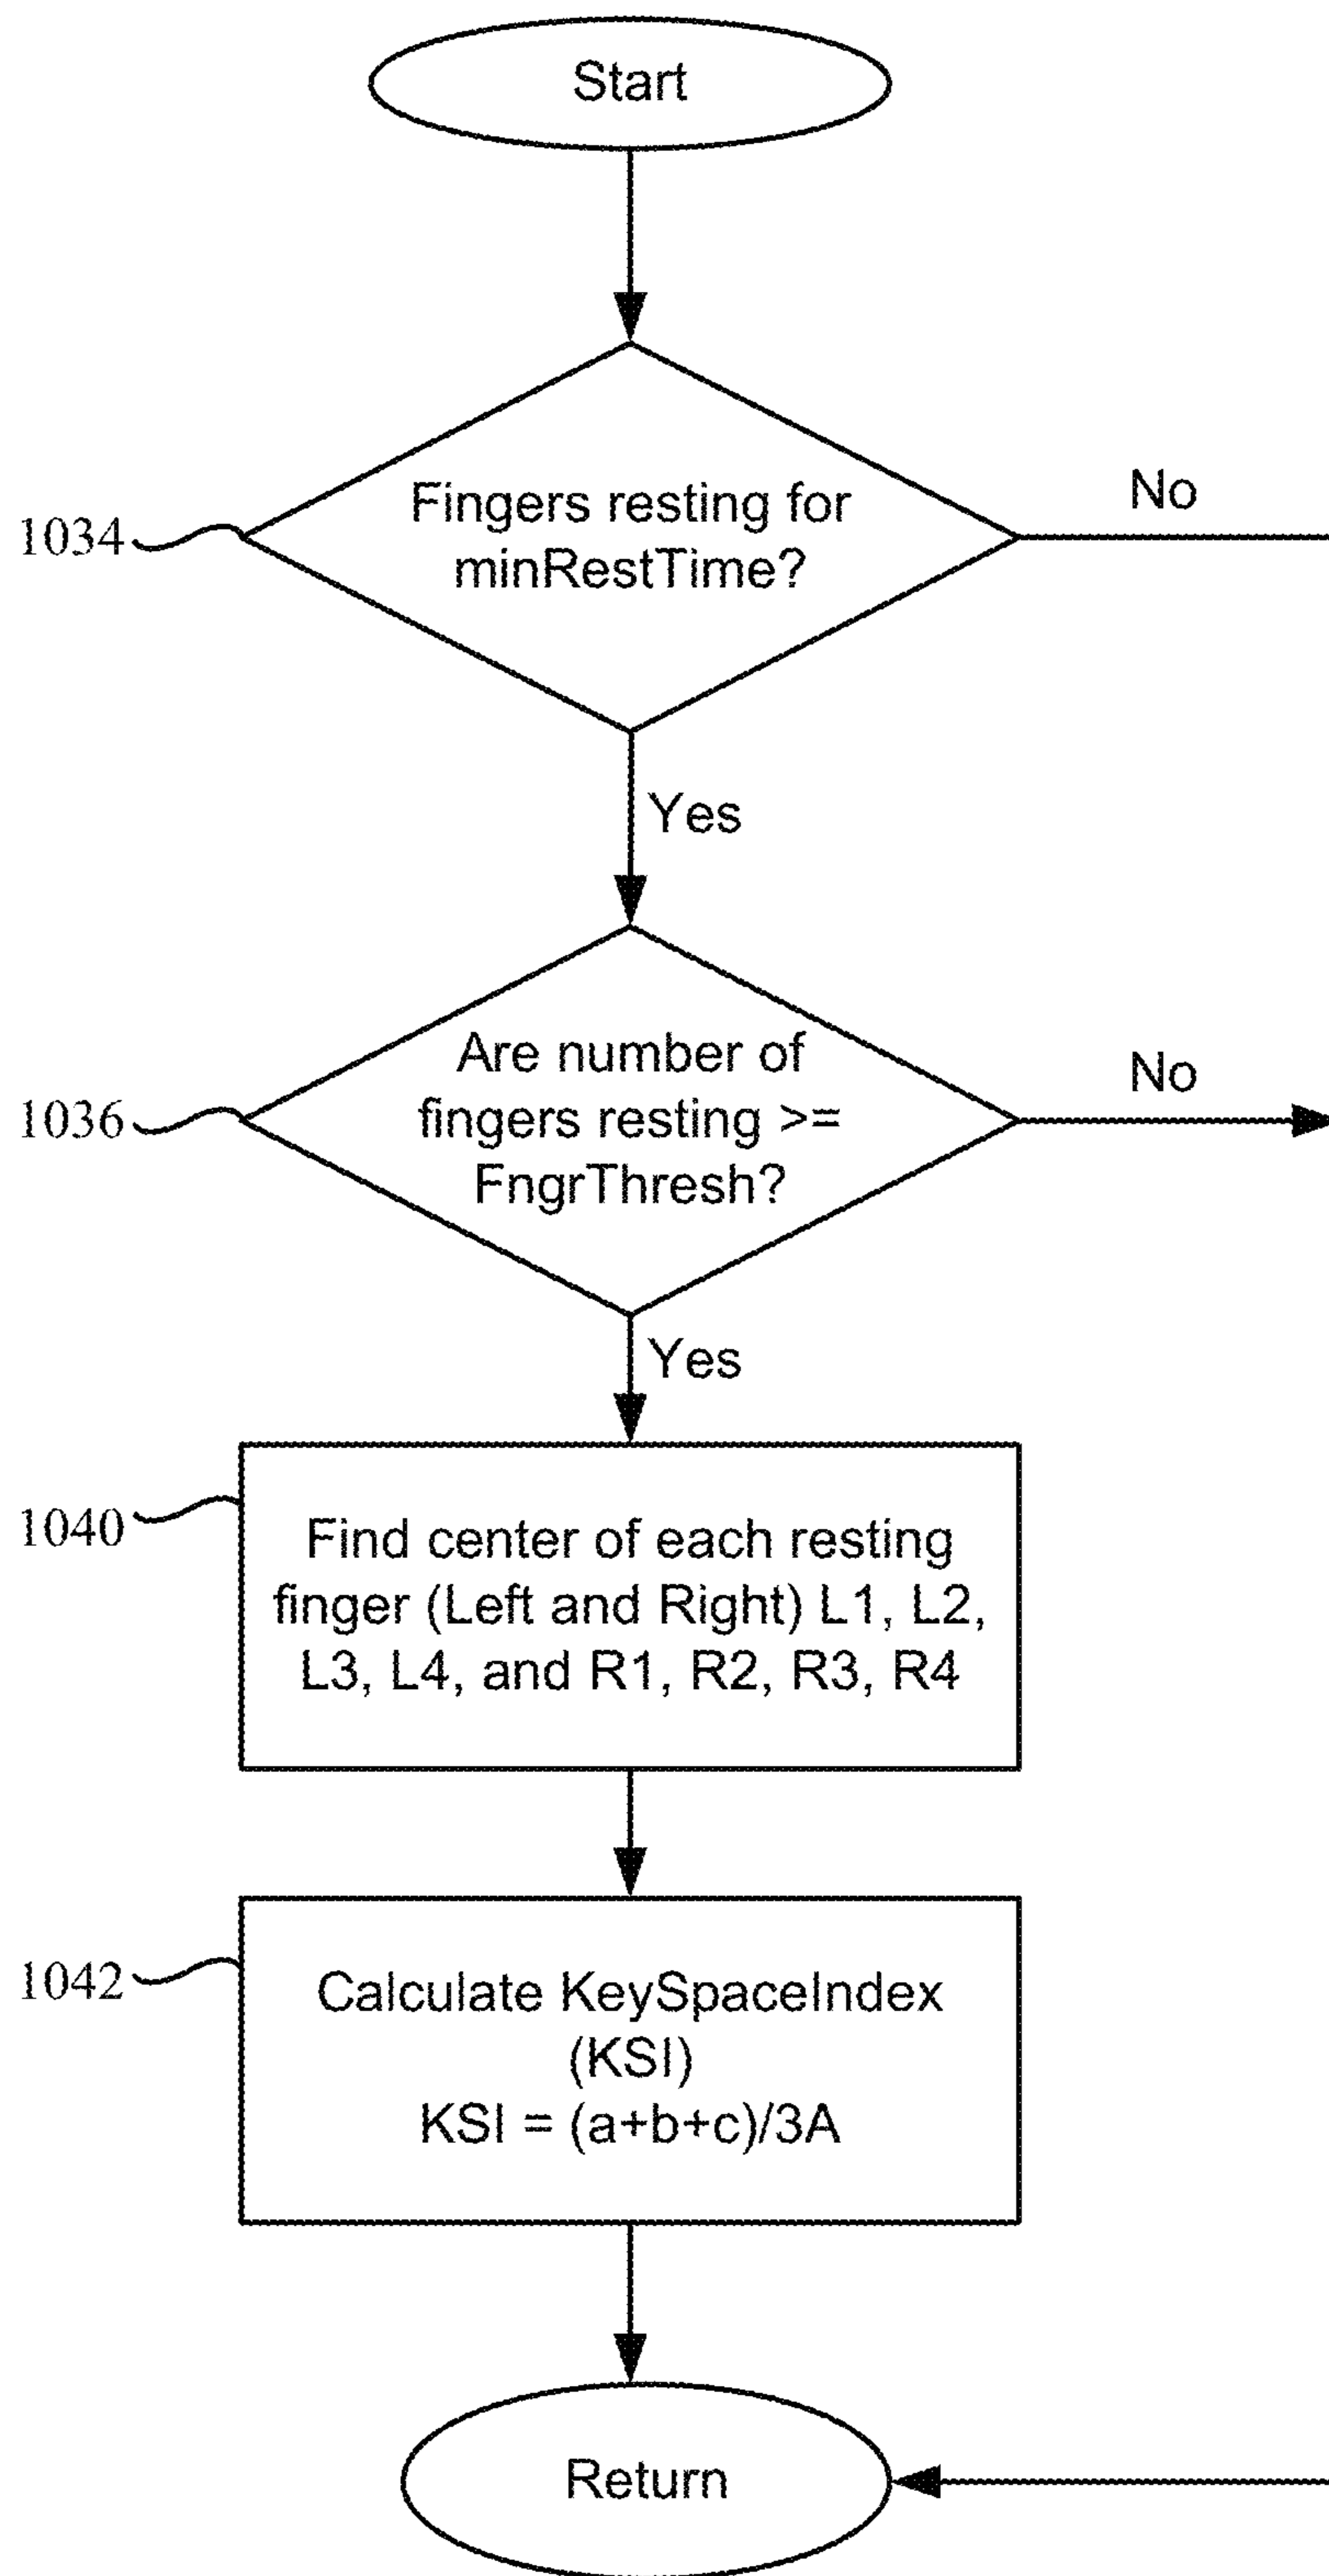 Start
1034
Fingers resting for
minRestTime?
No
Yes
1036
Are number of
fingers resting >=
FngrThresh?
No
Yes
1040
Find center of each resting
finger (Left and Right) L1, L2,
L3, L4, and R1, R2, R3, R4
1042
Calculate KeySpaceIndex
(KSI)
KSI = (a+b+c)/3A
Return